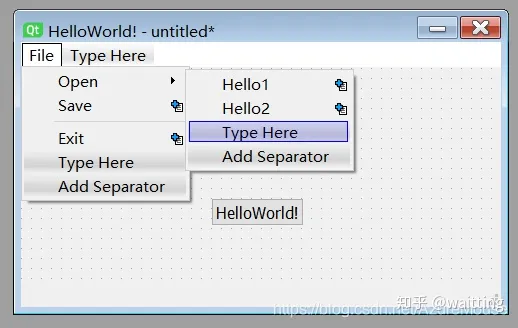 Qt HelloWorld! - untitled*
File Type Here
Open
Save
Exit
Type Here
Add Separator
Hello1
Hello2
Type Here
Add Separator
HelloWorld!
知乎 @waitting